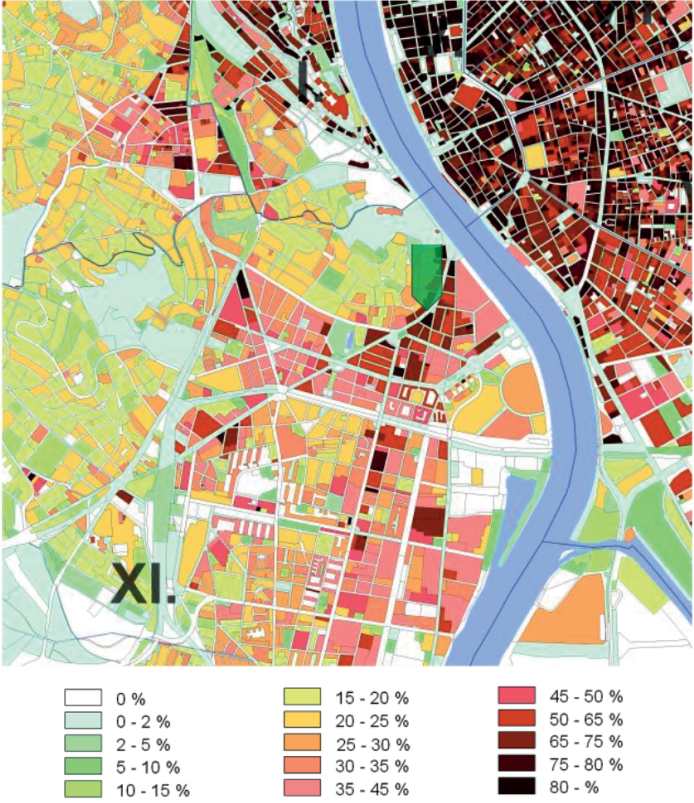 I
XI.
0 %
0 - 2 %
2 - 5 %
5 - 10 %
10 - 15 %
15 - 20 %
20 - 25 %
25 - 30 %
30 - 35 %
35 - 45 %
45 - 50 %
50 - 65 %
65 - 75 %
75 - 80 %
80 - %